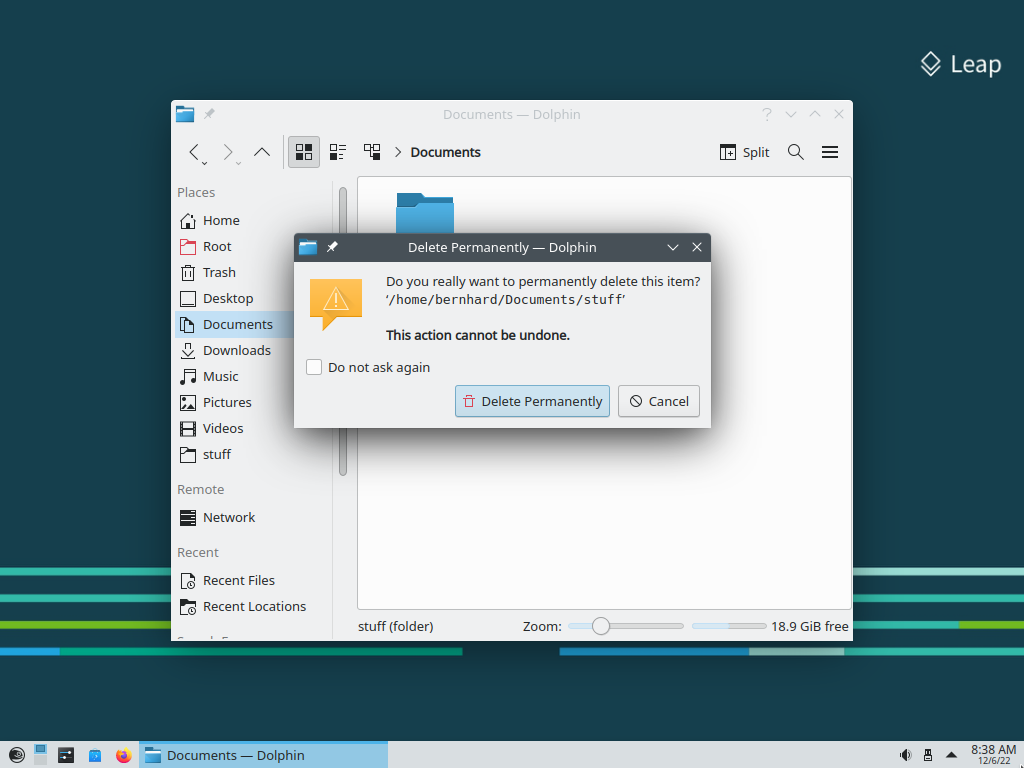 Leap
Documents — Dolphin
Documents
Split
Places
Home
Root
Trash
Desktop
Documents
Downloads
Music
Pictures
Videos
stuff
Remote
Network
Recent
Recent Files
Recent Locations
Delete Permanently — Dolphin
Do you really want to permanently delete this item?
‘/home/bernhard/Documents/stuff’
This action cannot be undone.
Do not ask again
Delete Permanently
Cancel
stuff (folder)
Zoom:
18.9 GiB free
Documents — Dolphin
8:38 AM
12/6/22